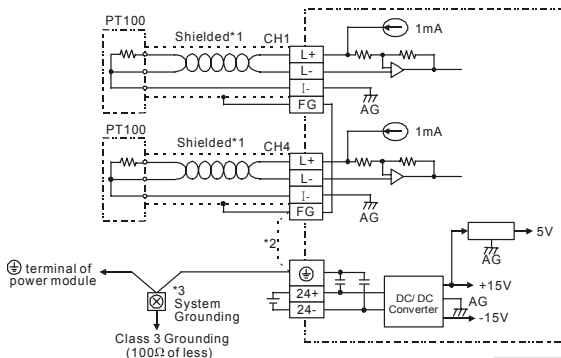 PT100
Shielded*1
CH1
L+
L-
I-
FG
1mA
AG
PT100
Shielded*1
CH4
L+
L-
I-
FG
1mA
AG
*2
terminal of
power module
*3
System
Grounding
Class 3 Grounding
(100Ω of less)
24+
24-
DC/ DC
Converter
5V
AG
+15V
AG
-15V